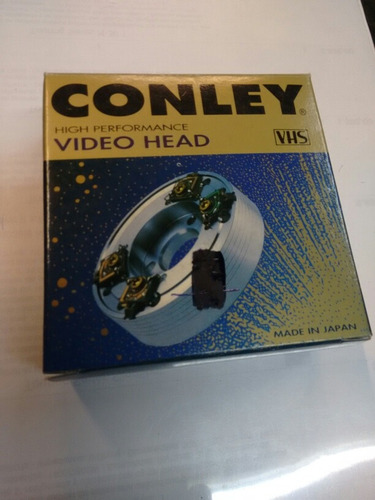 CONLEY®
HIGH PERFORMANCE
VIDEO HEAD
VHS
MADE IN JAPAN